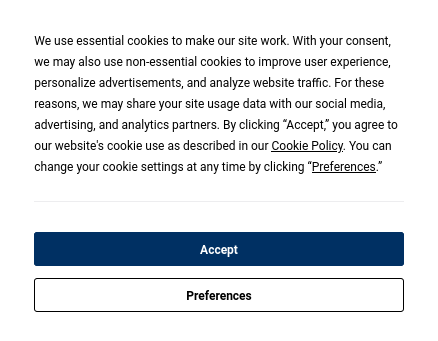 We use essential cookies to make our site work. With your consent,
we may also use non-essential cookies to improve user experience,
personalize advertisements, and analyze website traffic. For these
reasons, we may share your site usage data with our social media,
advertising, and analytics partners. By clicking “Accept,” you agree to
our website's cookie use as described in our Cookie Policy. You can
change your cookie settings at any time by clicking “Preferences.”
Accept
Preferences